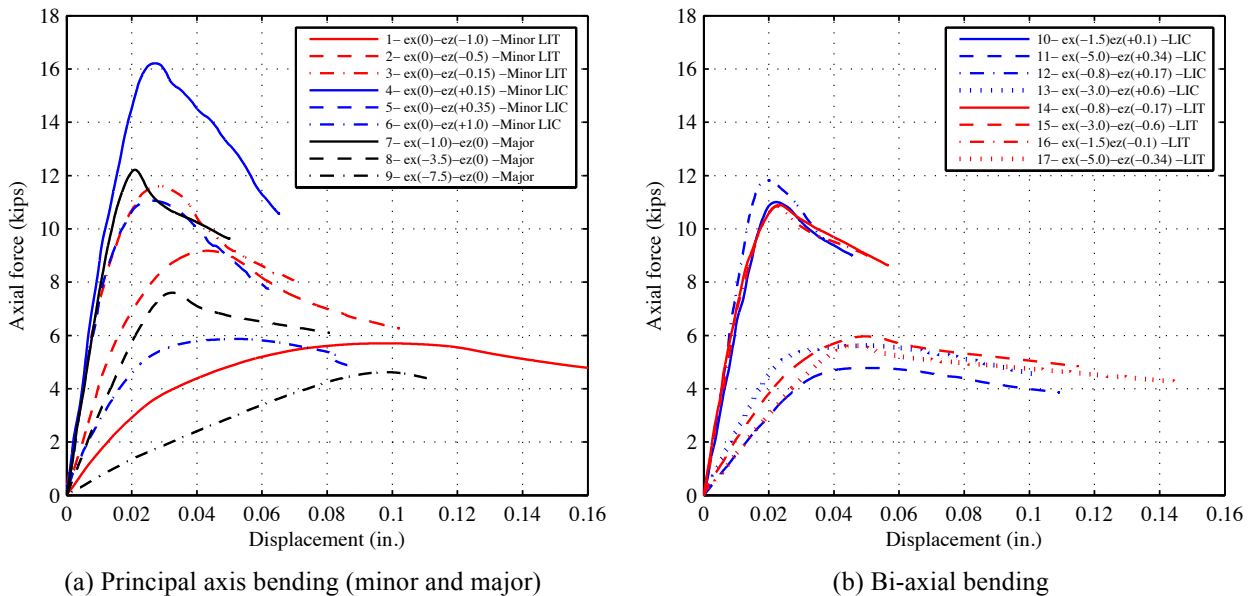 18
16
14
12
10
8
6
4
2
0
Axial force (kips)
1− ex(0)−ez(−1.0) −Minor LIT
2− ex(0)−ez(−0.5) −Minor LIT
3− ex(0)−ez(−0.15) −Minor LIT
4− ex(0)−ez(+0.15) −Minor LIC
5− ex(0)−ez(+0.35) −Minor LIC
6− ex(0)−ez(+1.0) −Minor LIC
7− ex(−1.0)−ez(0) −Major
8− ex(−3.5)−ez(0) −Major
9− ex(−7.5)−ez(0) −Major
0 0.02 0.04 0.06 0.08 0.1 0.12 0.14 0.16
Displacement (in.)
(a) Principal axis bending (minor and major)
18
16
14
12
10
8
6
4
2
0
Axial force (kips)
10− ex(−1.5)ez(+0.1) −LIC
11− ex(−5.0)−ez(+0.34) −LIC
12− ex(−0.8)−ez(+0.17) −LIC
13− ex(−3.0)−ez(+0.6) −LIC
14− ex(−0.8)−ez(−0.17) −LIT
15− ex(−3.0)−ez(−0.6) −LIT
16− ex(−1.5)ez(−0.1) −LIT
17− ex(−5.0)−ez(−0.34) −LIT
0 0.02 0.04 0.06 0.08 0.1 0.12 0.14 0.16
Displacement (in.)
(b) Bi-axial bending